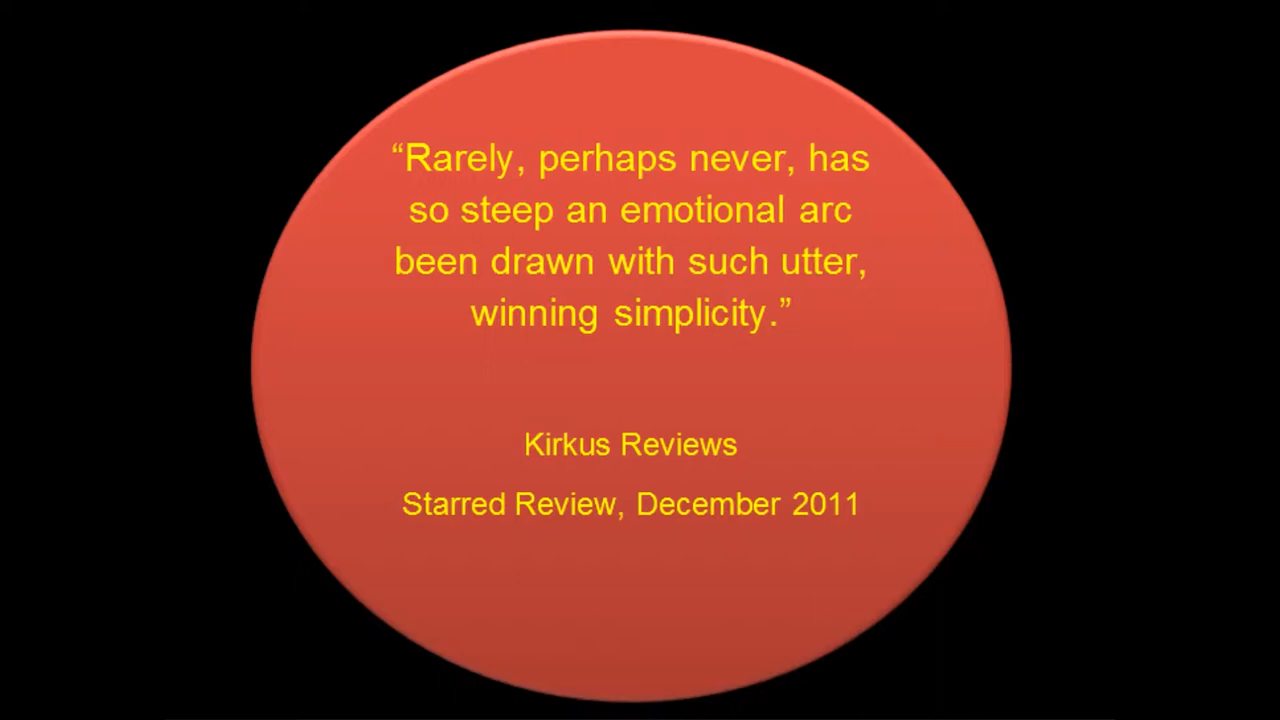 “Rarely, perhaps never, has
so steep an emotional arc
been drawn with such utter,
winning simplicity.”
Kirkus Reviews
Starred Review, December 2011